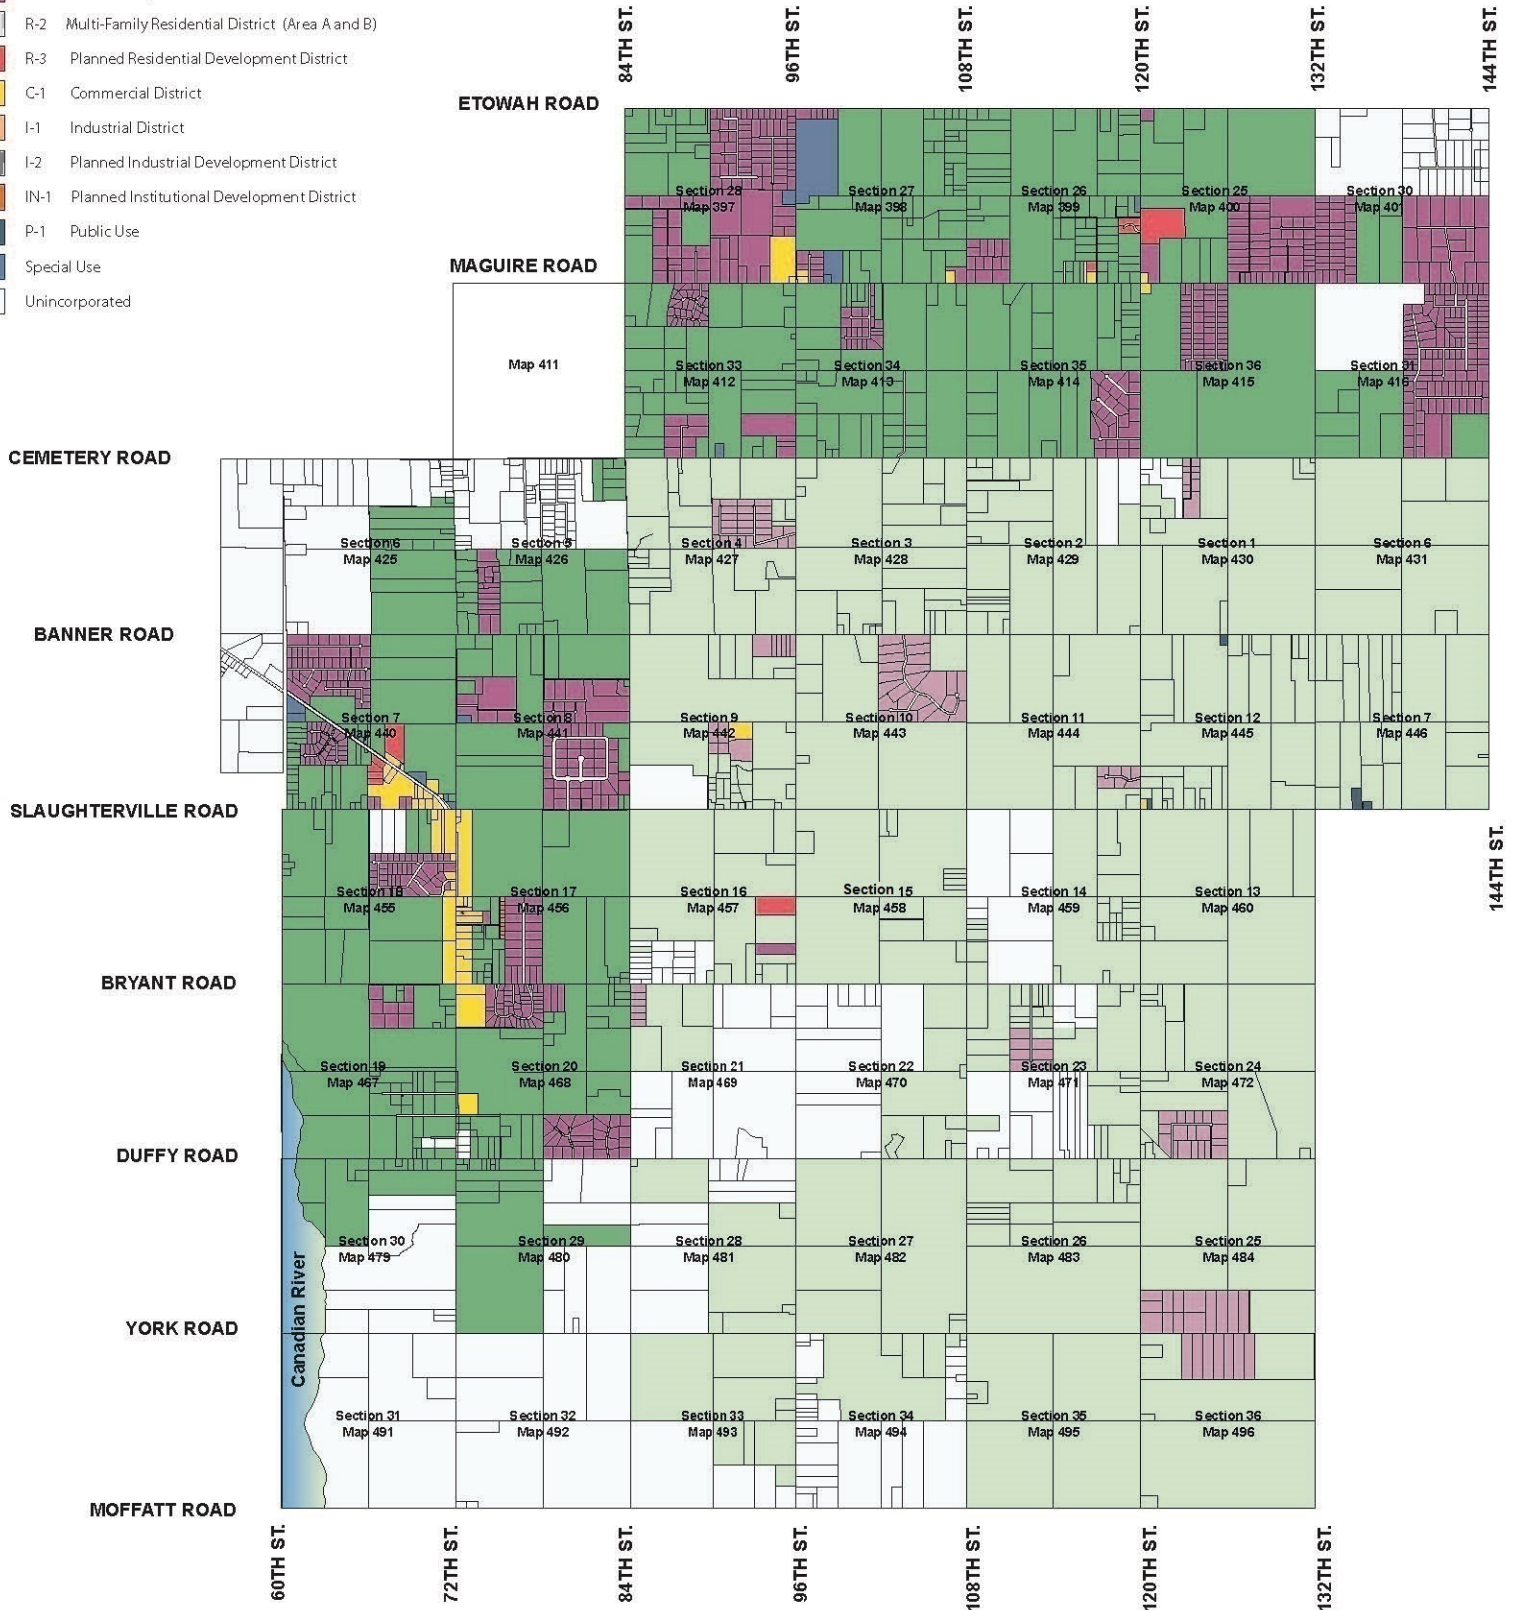 R-2 Multi-Family Residential District (Area A and B)
R-3 Planned Residential Development District
C-1 Commercial District
I-1 Industrial District
I-2 Planned Industrial Development District
IN-1 Planned Institutional Development District
P-1 Public Use
Special Use
Unincorporated
84TH ST.
96TH ST.
108TH ST.
120TH ST.
132TH ST.
144TH ST.
ETOWAH ROAD
Section 28
Map 397
Section 27
Map 398
Section 26
Map 399
Section 25
Map 400
Section 30
Map 401
MAGUIRE ROAD
Map 411
Section 33
Map 412
Section 34
Map 413
Section 35
Map 414
Section 36
Map 415
Section 31
Map 416
CEMETERY ROAD
Section 6
Map 425
Section 5
Map 426
Section 4
Map 427
Section 3
Map 428
Section 2
Map 429
Section 1
Map 430
Section 6
Map 431
BANNER ROAD
Section 7
Map 440
Section 8
Map 441
Section 9
Map 442
Section 10
Map 443
Section 11
Map 444
Section 12
Map 445
Section 7
Map 446
SLAUGHTERVILLE ROAD
144TH ST.
Section 18
Map 455
Section 17
Map 456
Section 16
Map 457
Section 15
Map 458
Section 14
Map 459
Section 13
Map 460
BRYANT ROAD
Section 19
Map 467
Section 20
Map 468
Section 21
Map 469
Section 22
Map 470
Section 23
Map 471
Section 24
Map 472
DUFFY ROAD
Section 30
Map 479
Section 29
Map 480
Section 28
Map 481
Section 27
Map 482
Section 26
Map 483
Section 25
Map 484
Canadian River
YORK ROAD
Section 31
Map 491
Section 32
Map 492
Section 33
Map 493
Section 34
Map 494
Section 35
Map 495
Section 36
Map 496
MOFFATT ROAD
60TH ST.
72TH ST.
84TH ST.
96TH ST.
108TH ST.
120TH ST.
132TH ST.